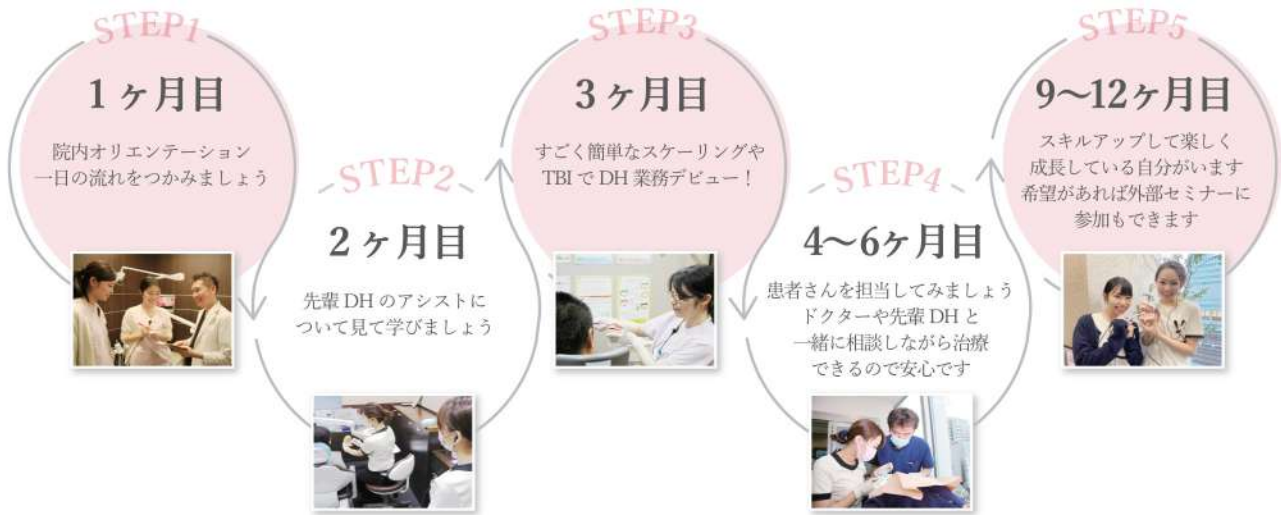 STEP1
1ヶ月目
院内オリエンテーション
一日の流れをつかみましょう
STEP2
2ヶ月目
先輩DHのアシストに
ついて見て学びましょう
STEP3
3ヶ月目
すごく簡単なスケーリングや
TBIでDH業務デビュー！
STEP4
4〜6ヶ月目
患者さんを担当してみましょう
ドクターや先輩DHと
一緒に相談しながら治療
できるので安心です
STEP5
9〜12ヶ月目
スキルアップして楽しく
成長している自分がいます
希望があれば外部セミナーに
参加もできます